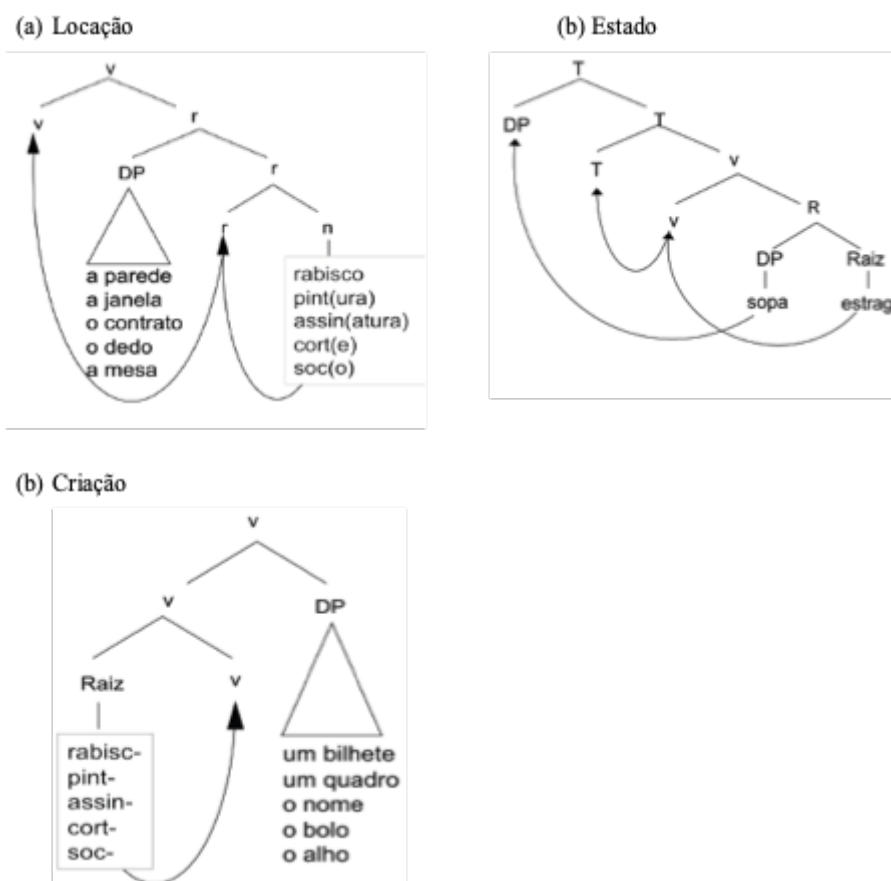 (a) Locação
v
v
r
DP
r
r
n
a parede
a janela
o contrato
o dedo
a mesa
rabisco
pint(ura)
assin(atura)
cort(e)
soc(o)
(b) Estado
T
DP
T
T
v
v
R
DP
Raiz
sopa
estrag
(b) Criação
v
v
DP
Raiz
v
rabisc-
pint-
assin-
cort-
soc-
um bilhete
um quadro
o nome
o bolo
o alho